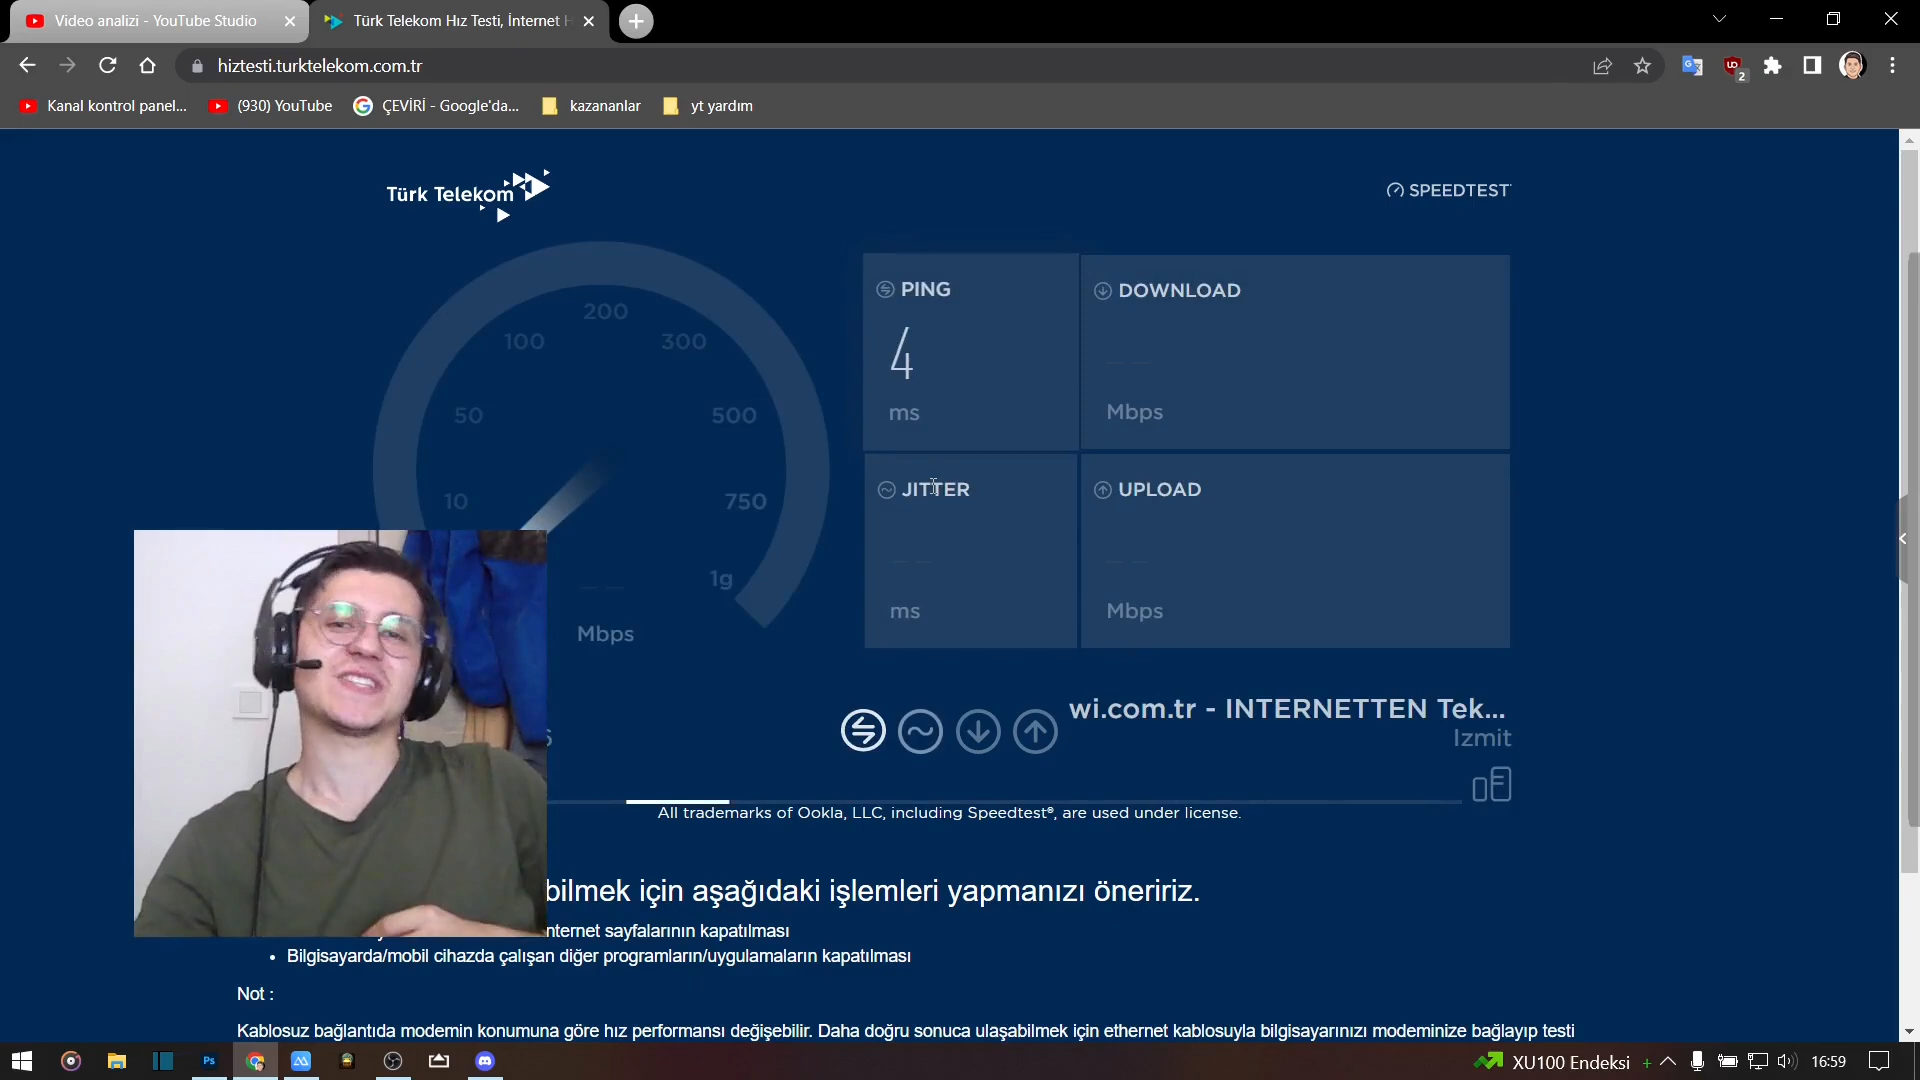 Video analizi - YouTube Studio
Türk Telekom Hız Testi, İnternet H
hiztesti.turktelekom.com.tr
2
Kanal kontrol panel...
(930) YouTube
ÇEVİRİ - Google'da...
kazananlar
yt yardım
Türk Telekom
SPEEDTEST
PING
4
ms
DOWNLOAD
Mbps
JITTER
ms
UPLOAD
Mbps
10
50
100
200
300
500
750
1g
Mbps
wi.com.tr - INTERNETTEN Tek...
Izmit
All trademarks of Ookla, LLC, including Speedtest®, are used under license.
bilmek için aşağıdaki işlemleri yapmanızı öneririz.
nternet sayfalarının kapatılması
• Bilgisayarda/mobil cihazda çalışan diğer programların/uygulamaların kapatılması
Not :
Kablosuz bağlantıda modemin konumuna göre hız performansı değişebilir. Daha doğru sonuca ulaşabilmek için ethernet kablosuyla bilgisayarınızı modeminize bağlayıp testi
Ps
XU100 Endeksi
16:59